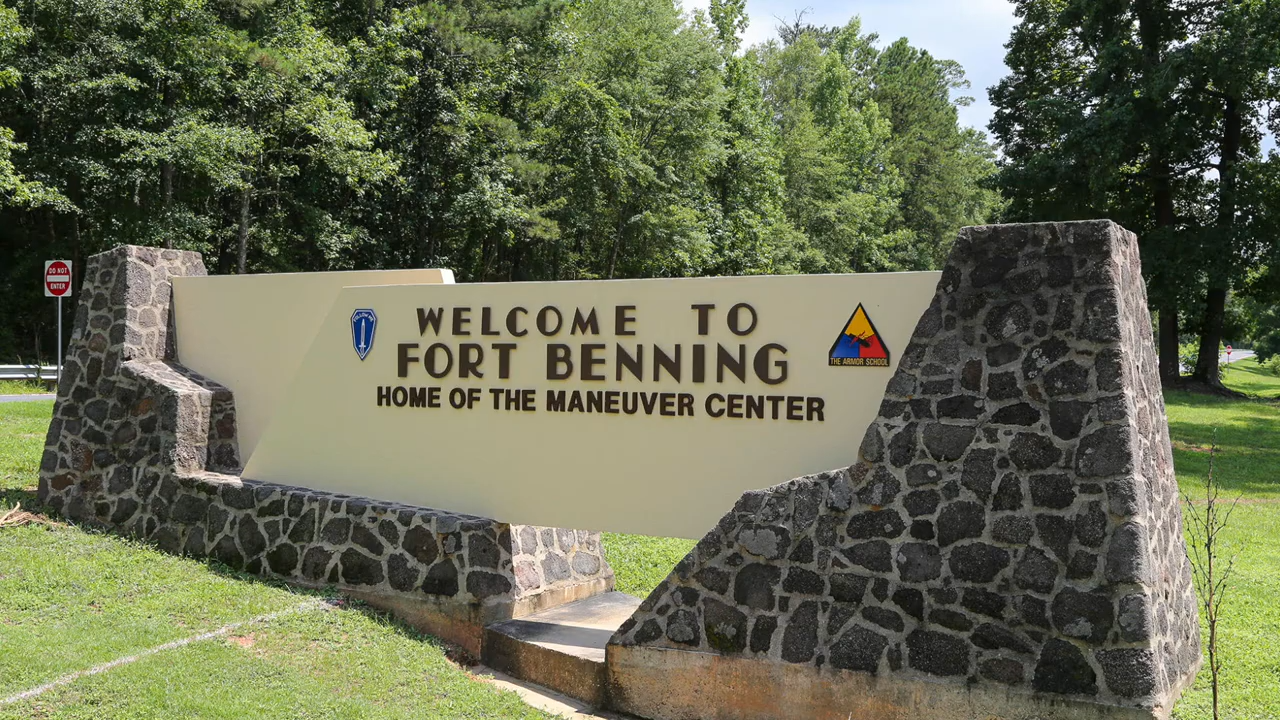 DO NOT
ENTER
WELCOME TO
FORT BENNING
HOME OF THE MANEUVER CENTER
THE ARMOR SCHOOL